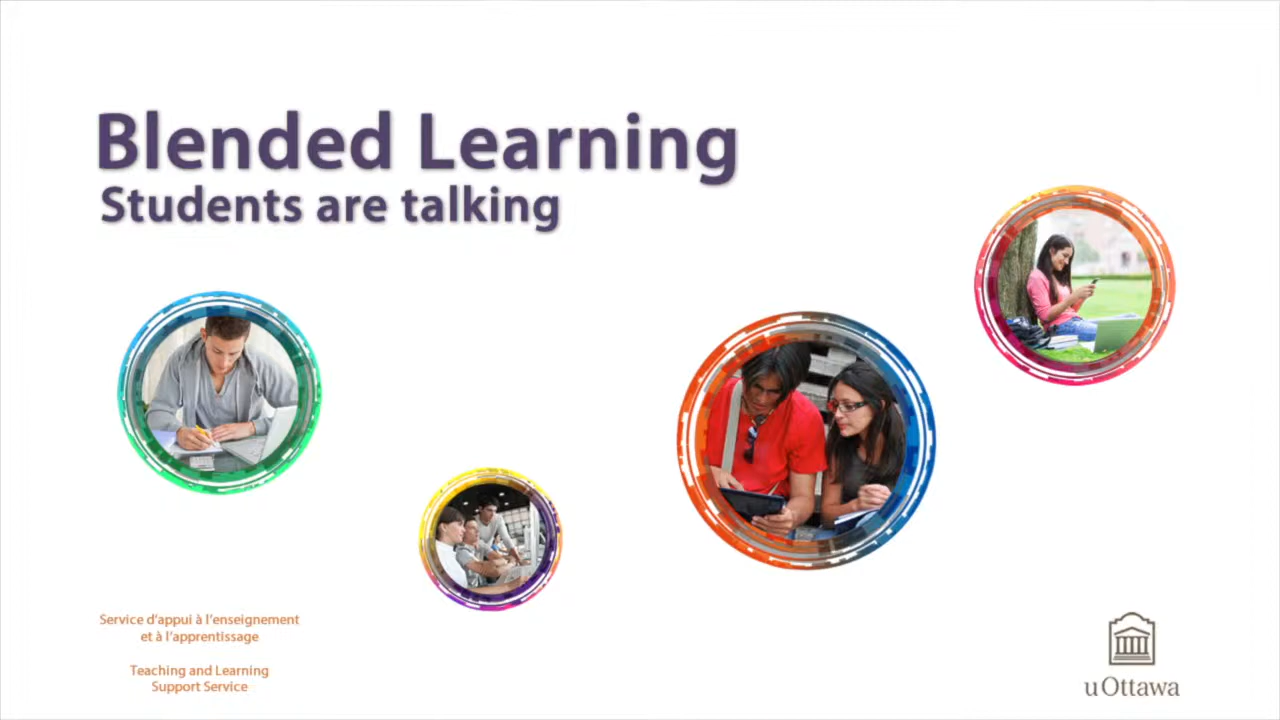 Blended Learning
Students are talking
Service d'appui à l'enseignement
et à l'apprentissage
Teaching and Learning
Support Service
uOttawa